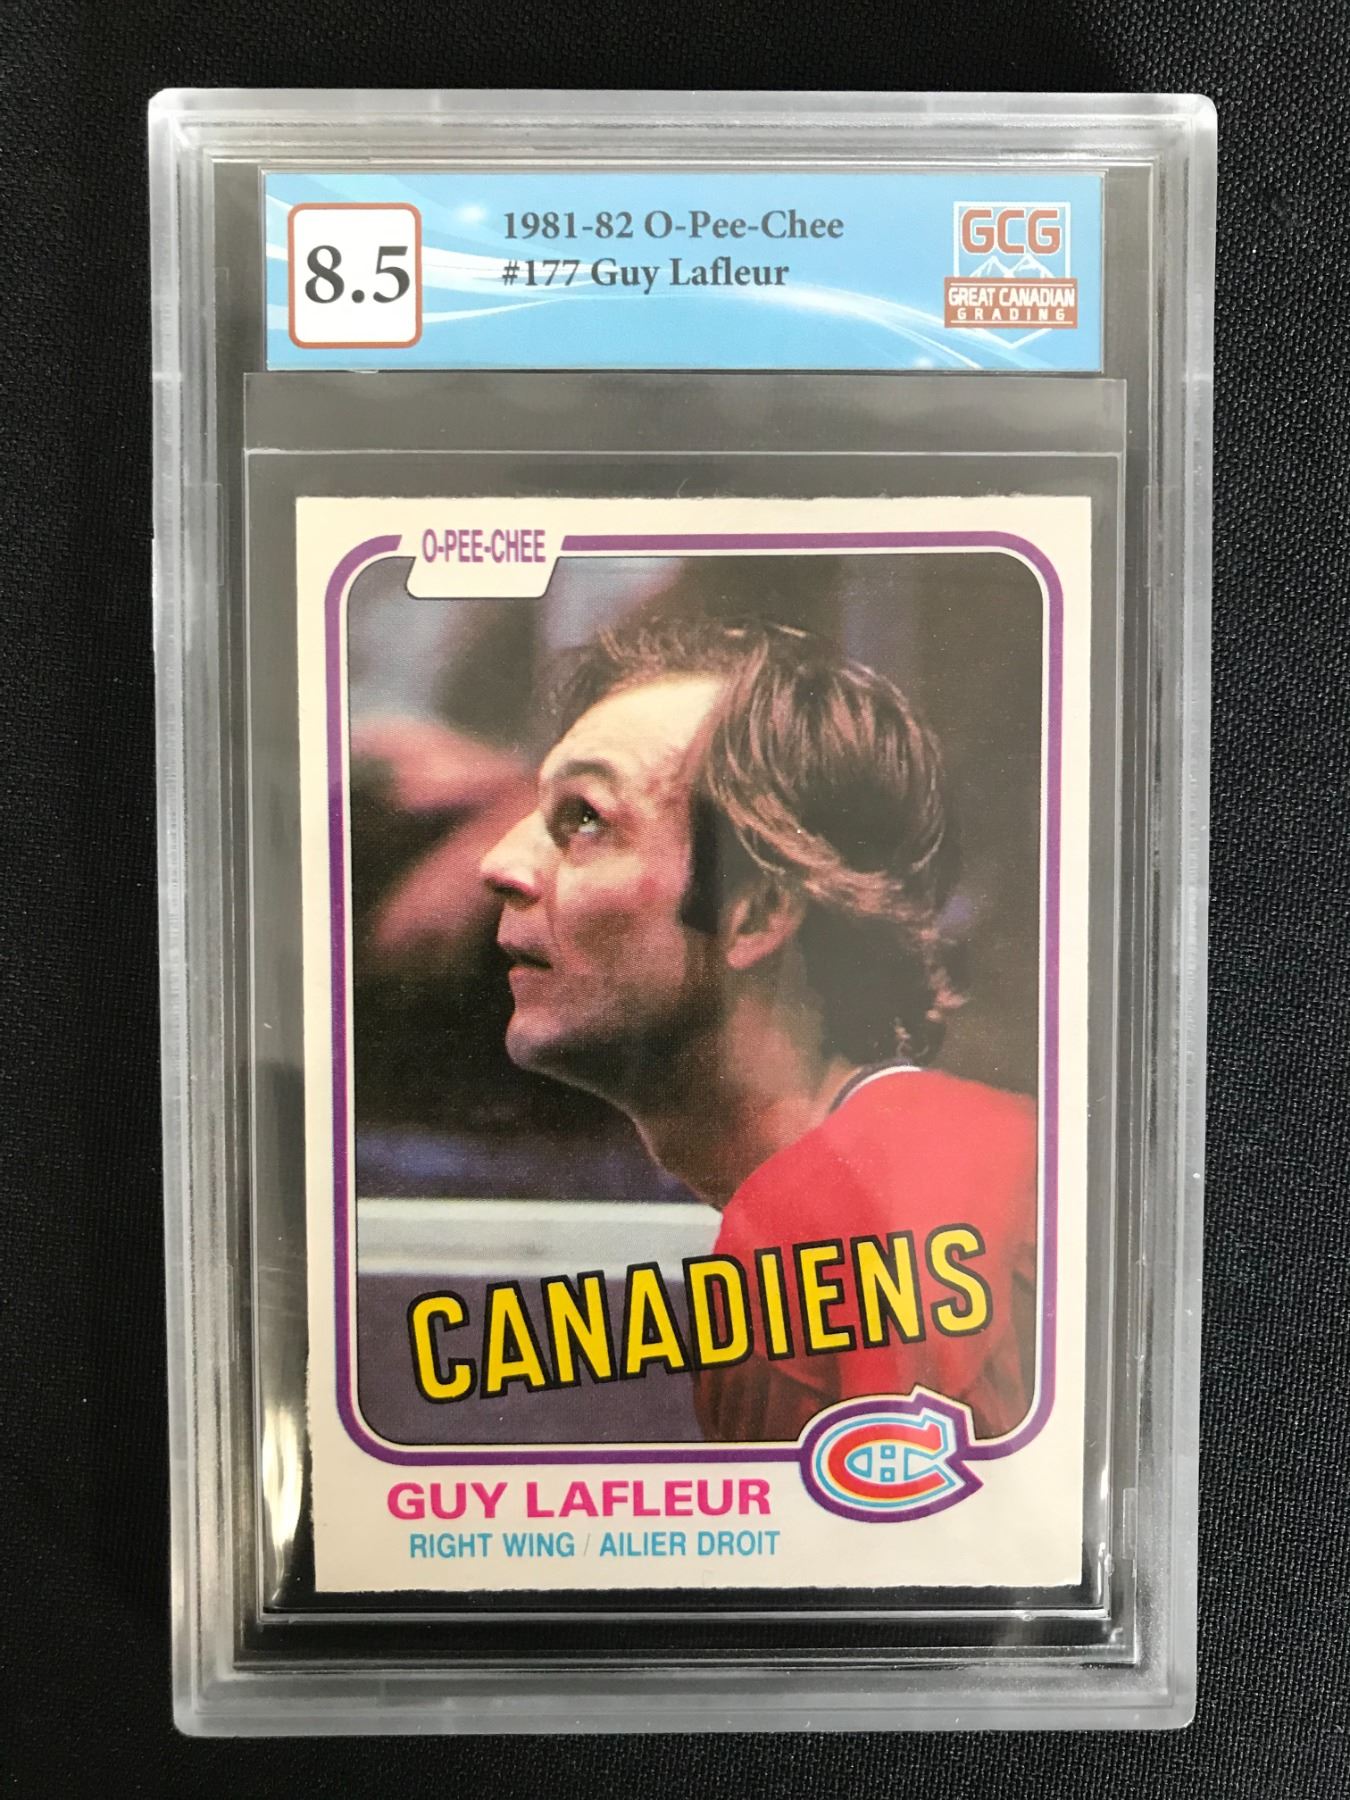 8.5
1981-82 O-Pee-Chee
#177 Guy Lafleur
GCG
GREAT CANADIAN
GRADING
O-PEE-CHEE
CANADIENS
GUY LAFLEUR
RIGHT WING / AILIER DROIT
CH